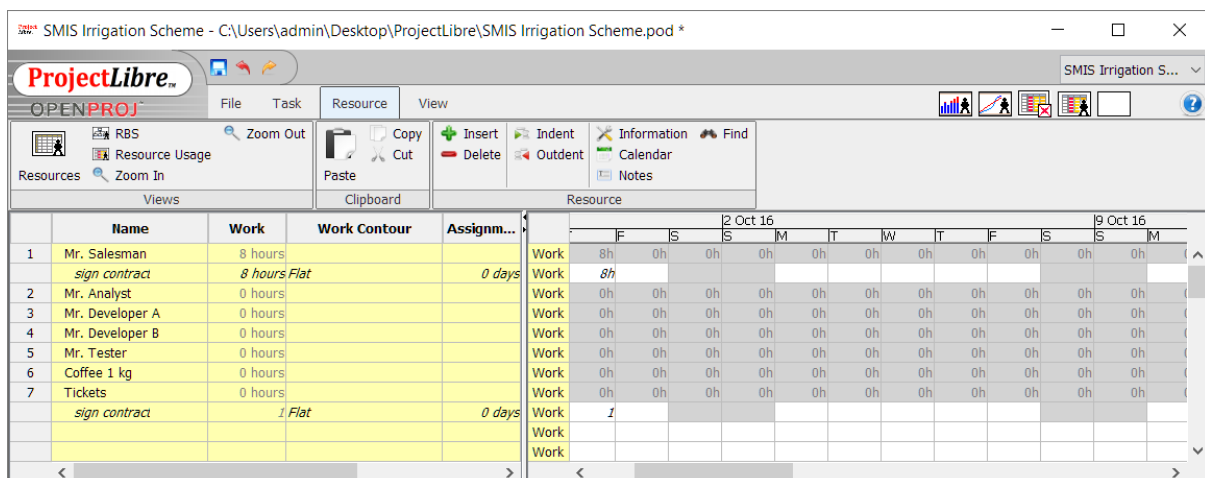 SMIS Irrigation Scheme - C:\Users\admin\Desktop\ProjectLibre\SMIS Irrigation Scheme.pod *
ProjectLibre™
SMIS Irrigation S...
OPENPROJ
File Task Resource View
RBS Zoom Out Copy Insert Indent Information Find
Resource Usage Cut Delete Outdent Calendar
Resources Zoom In Paste Notes
Views Clipboard Resource
Name Work Work Contour Assignm... 2 Oct 16 9 Oct 16
F S S M T W T F S S M
1 Mr. Salesman 8 hours Work 8h 0h 0h 0h 0h 0h 0h 0h 0h 0h 0h
sign contract 8 hours Flat 0 days Work 8h
2 Mr. Analyst 0 hours Work 0h 0h 0h 0h 0h 0h 0h 0h 0h 0h 0h
3 Mr. Developer A 0 hours Work 0h 0h 0h 0h 0h 0h 0h 0h 0h 0h 0h
4 Mr. Developer B 0 hours Work 0h 0h 0h 0h 0h 0h 0h 0h 0h 0h 0h
5 Mr. Tester 0 hours Work 0h 0h 0h 0h 0h 0h 0h 0h 0h 0h 0h
6 Coffee 1 kg 0 hours Work 0h 0h 0h 0h 0h 0h 0h 0h 0h 0h 0h
7 Tickets 0 hours Work 0h 0h 0h 0h 0h 0h 0h 0h 0h 0h 0h
sign contract 1 Flat 0 days Work 1
Work
Work